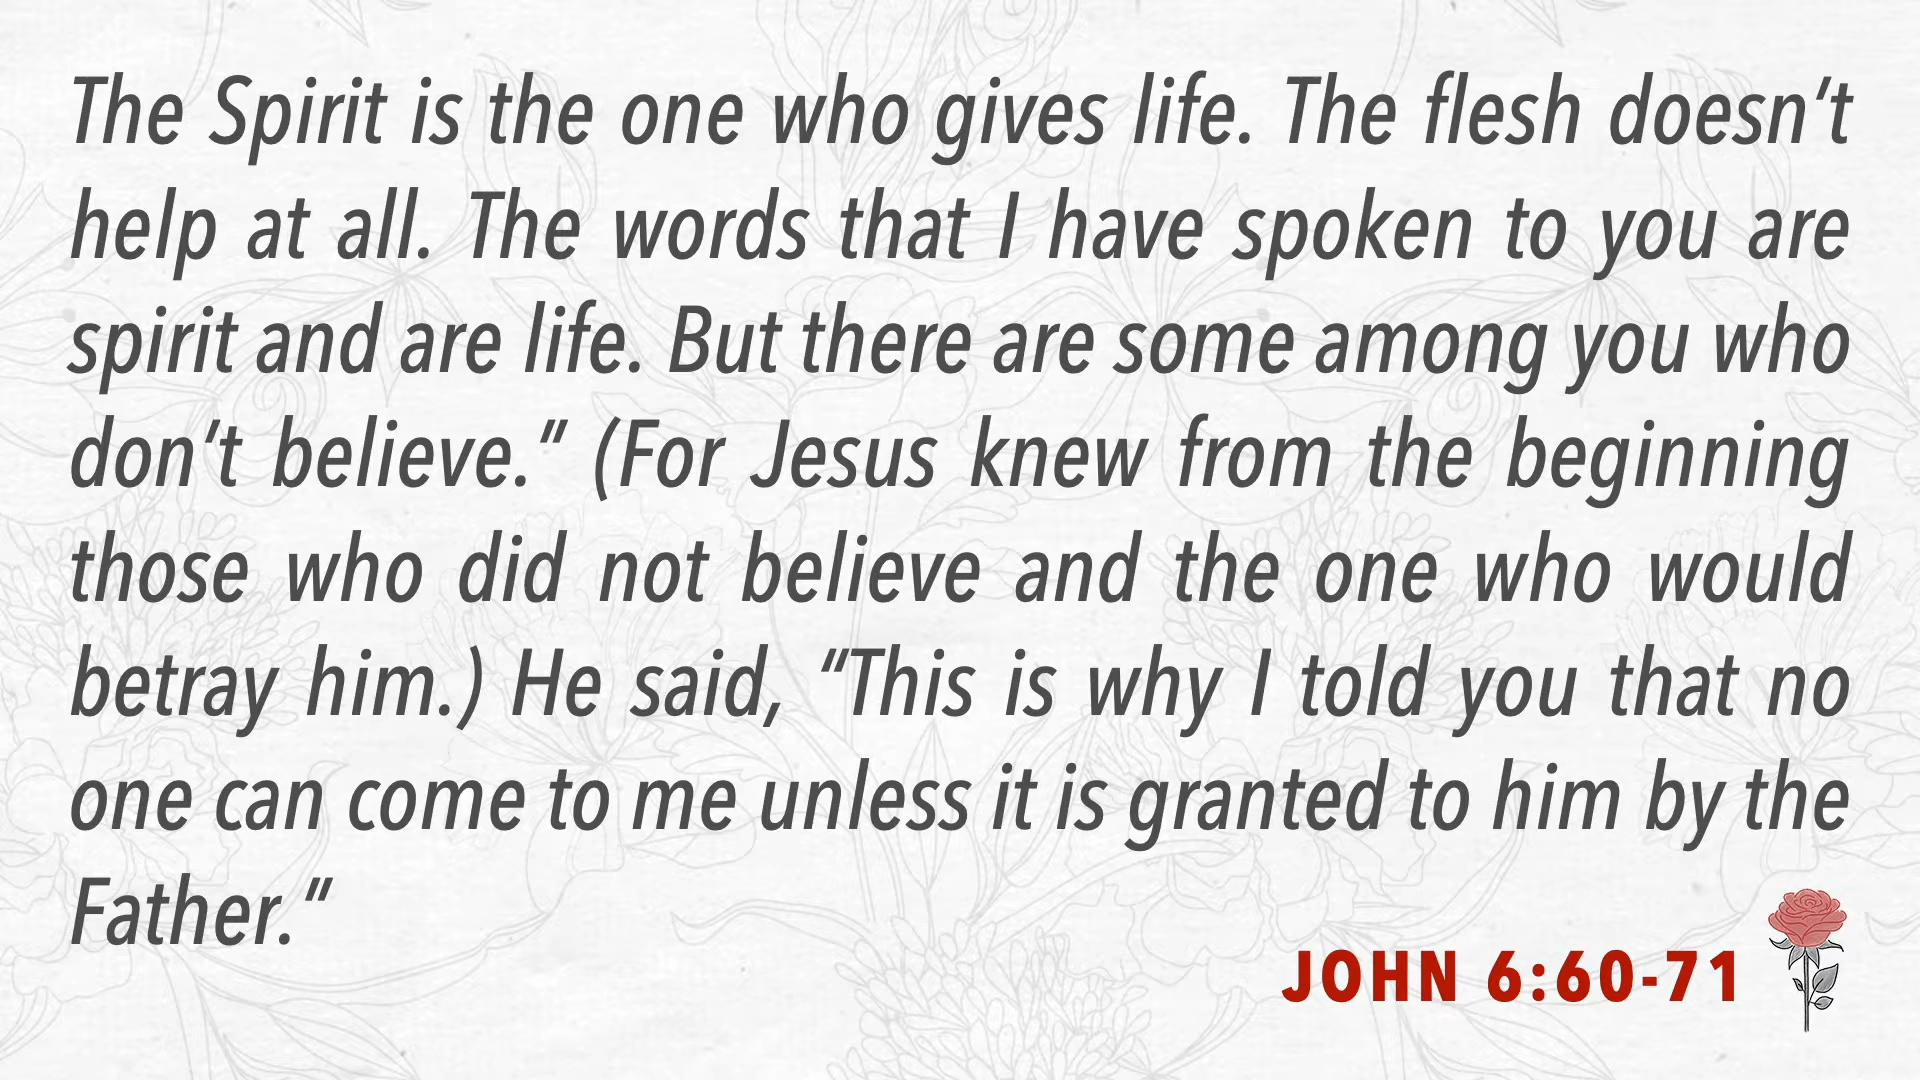 The Spirit is the one who gives life. The flesh doesn’t
help at all. The words that I have spoken to you are
spirit and are life. But there are some among you who
don’t believe.” (For Jesus knew from the beginning
those who did not believe and the one who would
betray him.) He said, “This is why I told you that no
one can come to me unless it is granted to him by the
Father.”
JOHN 6:60-71